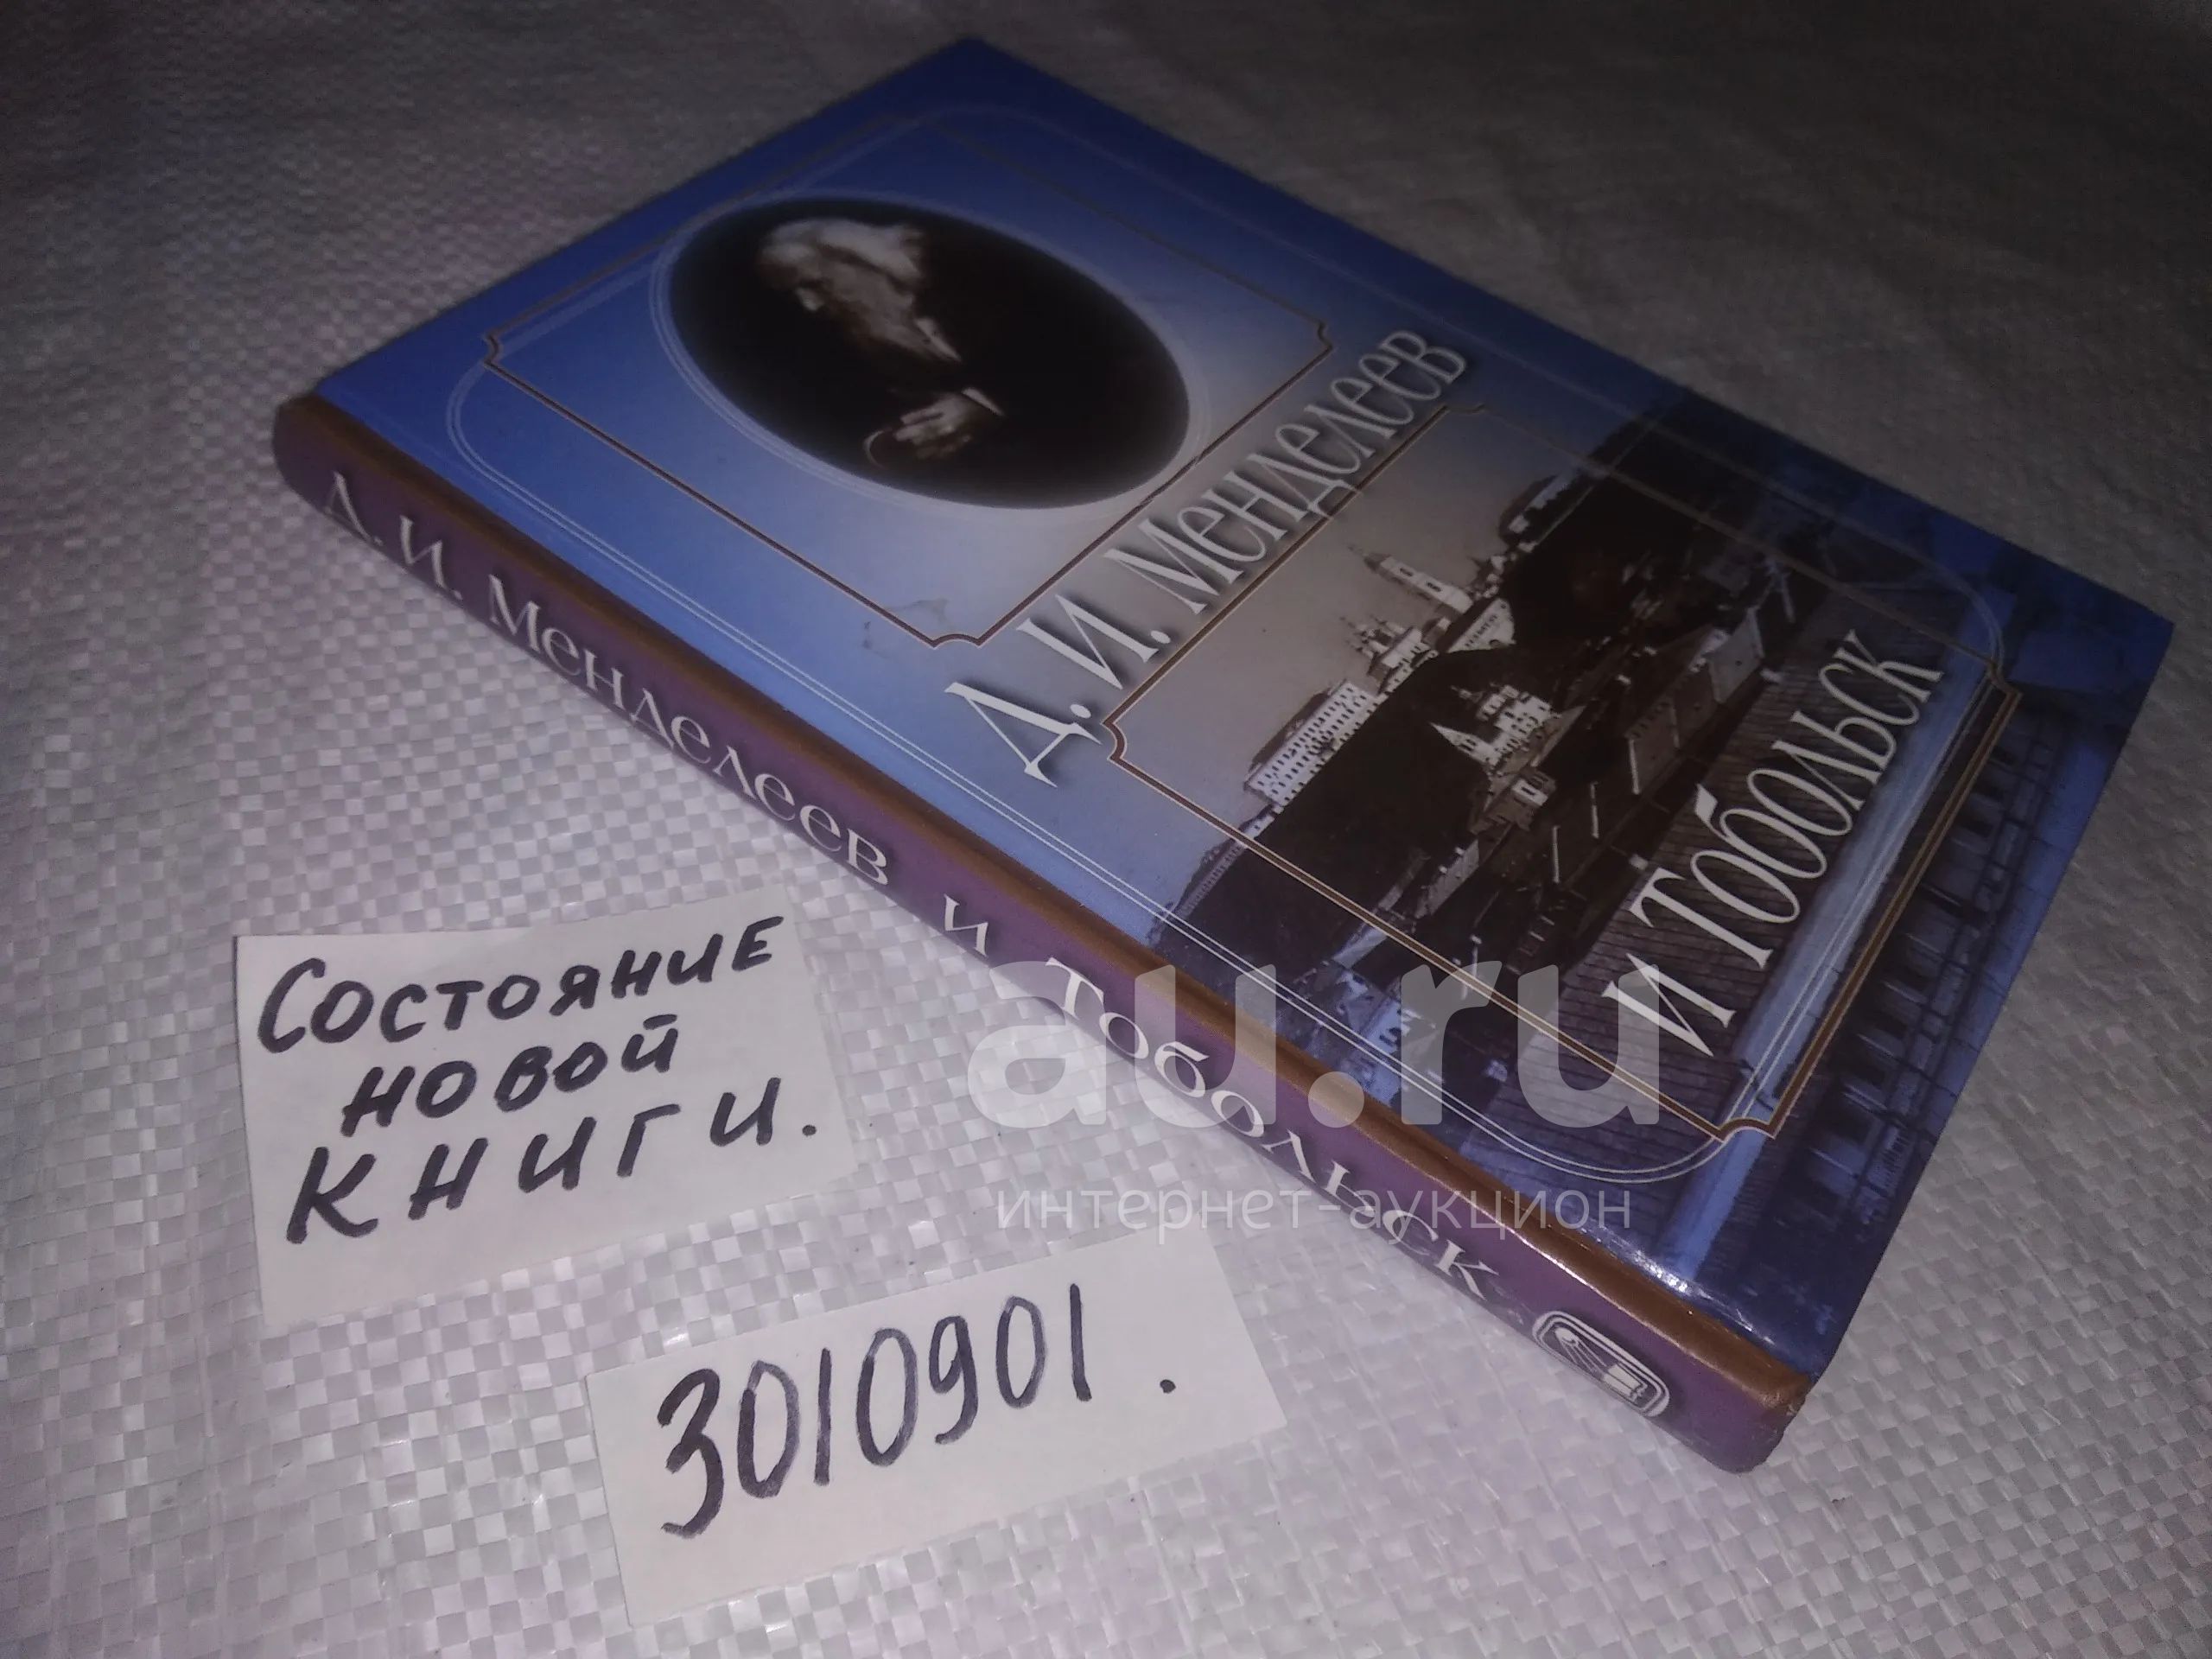 Д. И. Менделеев
и Тобольск
Д. И. Менделеев и Тобольск
au.ru
интернет-аукцион
Состояние
новой
книги.
3010901.